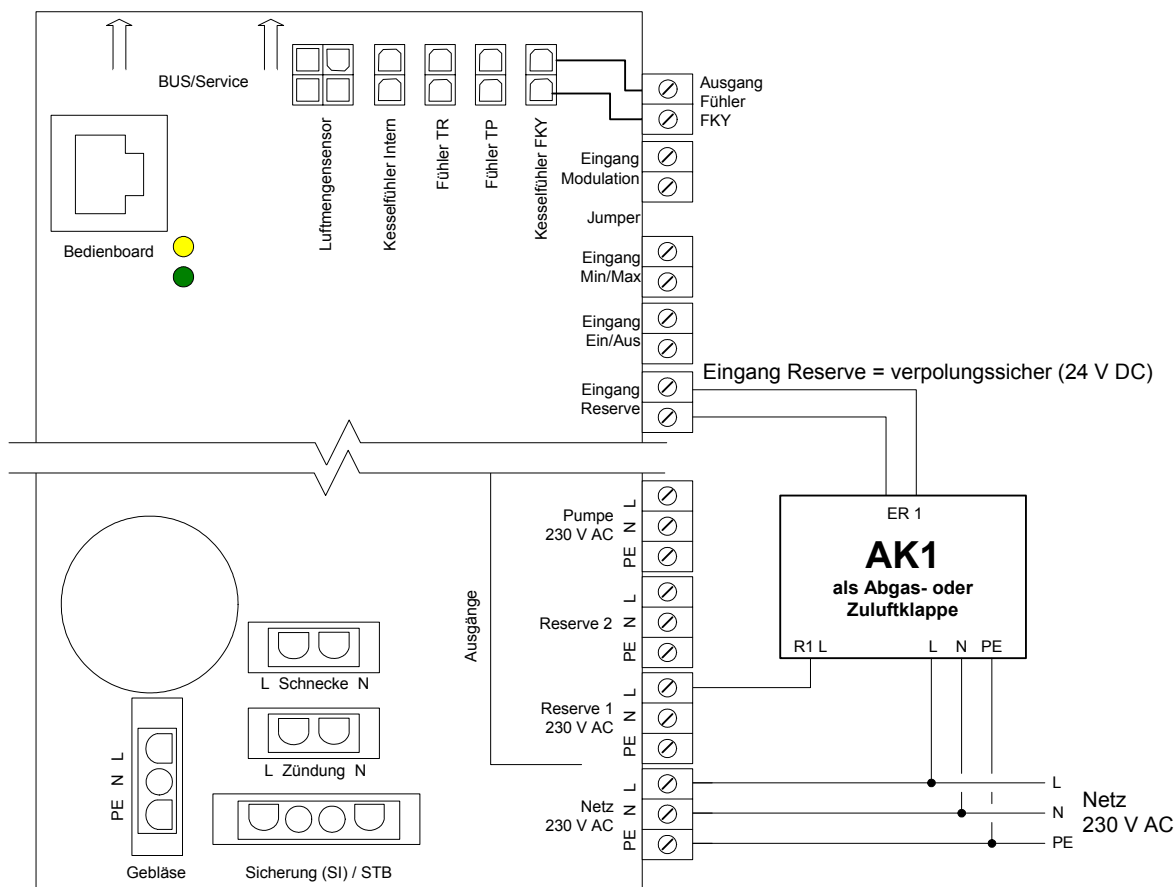 BUS/Service
Bedienboard
Luftmengensensor
Kesselfühler Intern
Fühler TR
Fühler TP
Kesselfühler FKY
Ausgang
Fühler
FKY
Eingang
Modulation
Jumper
Eingang
Min/Max
Eingang
Ein/Aus
Eingang
Reserve
Eingang Reserve = verpolungssicher (24 V DC)
Ausgänge
Pumpe
230 V AC
PE N L
Reserve 2
PE N L
Reserve 1
230 V AC
PE N L
Netz
230 V AC
PE N L
ER 1
AK1
als Abgas- oder
Zuluftklappe
R1 L
L N PE
L Schnecke N
L Zündung N
PE N L
Gebläse
Sicherung (SI) / STB
L
N
PE
Netz
230 V AC